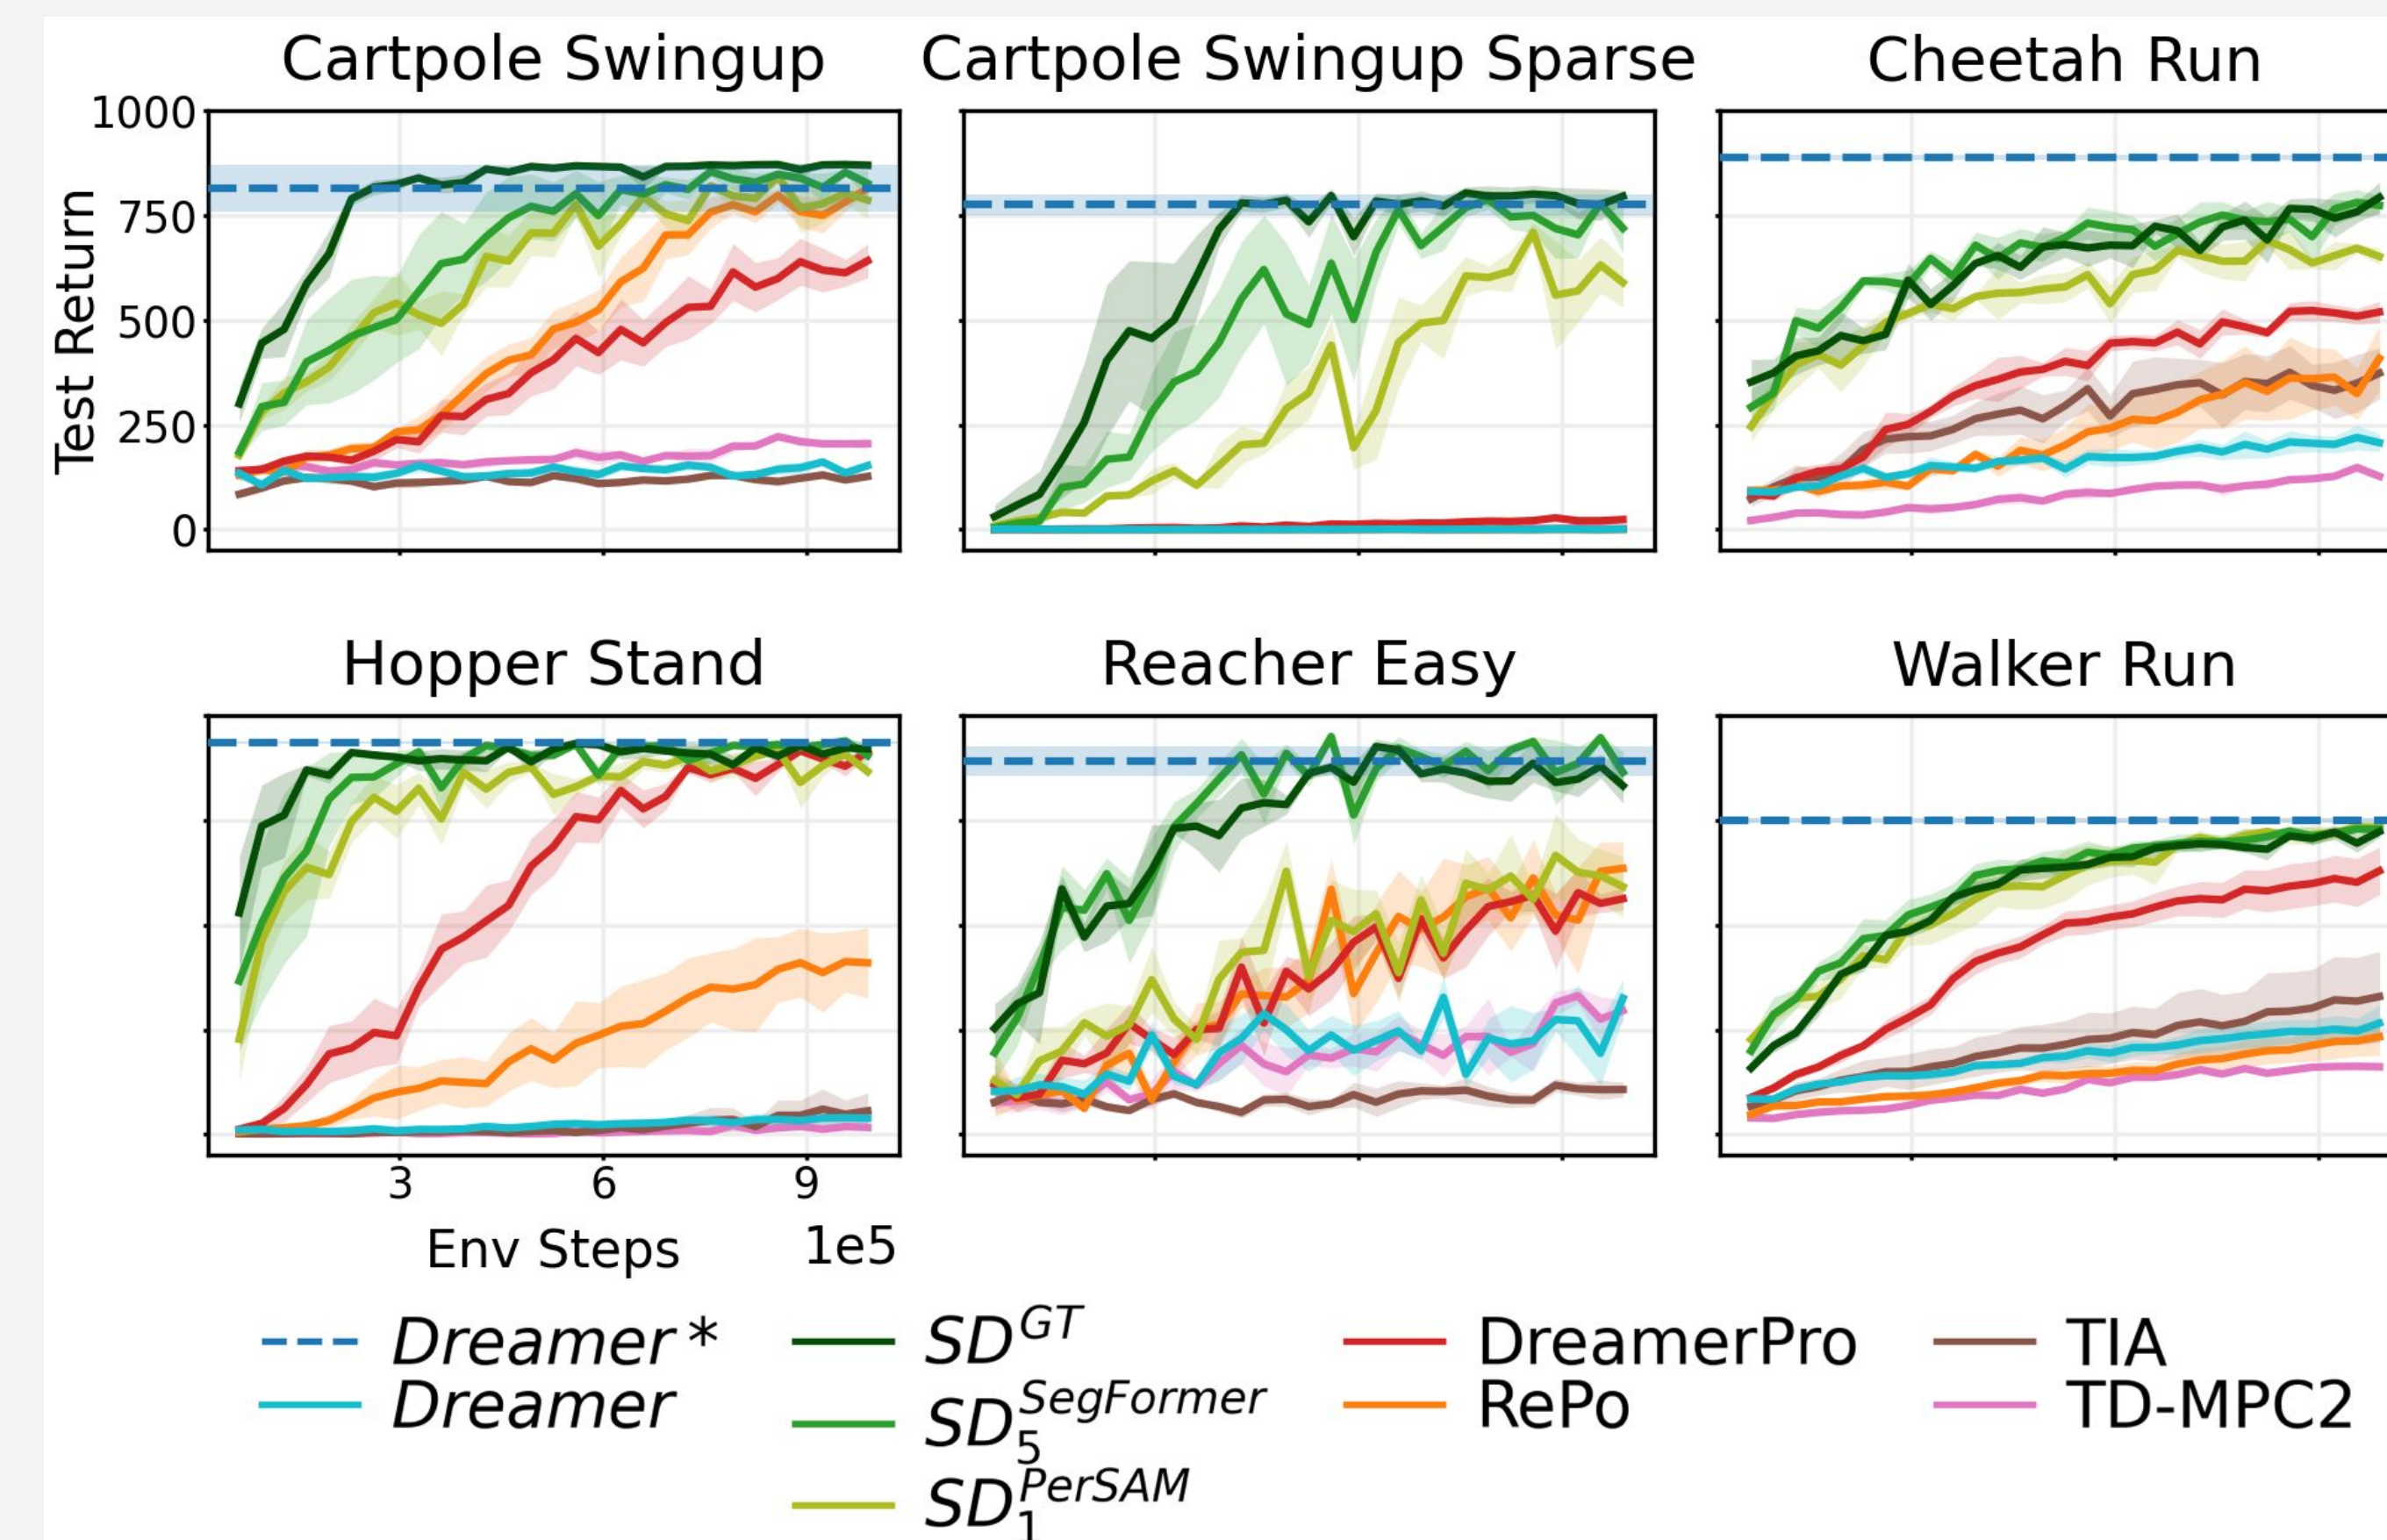 Cartpole Swingup
Cartpole Swingup Sparse
Cheetah Run
Test Return
1000
750
500
250
0
Hopper Stand
Reacher Easy
Walker Run
3 6 9
Env Steps 1e5
Dreamer*
Dreamer
SD^GT
SD_5^SegFormer
SD_1^PerSAM
DreamerPro
RePo
TIA
TD-MPC2